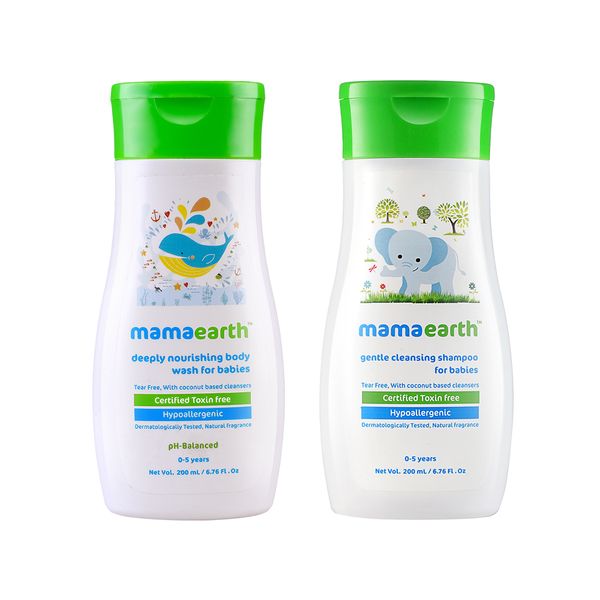 mamaearth™
deeply nourishing body
wash for babies
Tear Free, With coconut based cleansers
Certified Toxin free
Hypoallergenic
Dermatologically Tested, Natural fragrance
pH-Balanced
0-5 years
Net Vol. 200 mL / 6.76 Fl . Oz
mamaearth™
gentle cleansing shampoo
for babies
Tear Free, With coconut based cleansers
Certified Toxin free
Hypoallergenic
Dermatologically Tested, Natural fragrance
0-5 years
Net Vol. 200 mL / 6.76 Fl . Oz